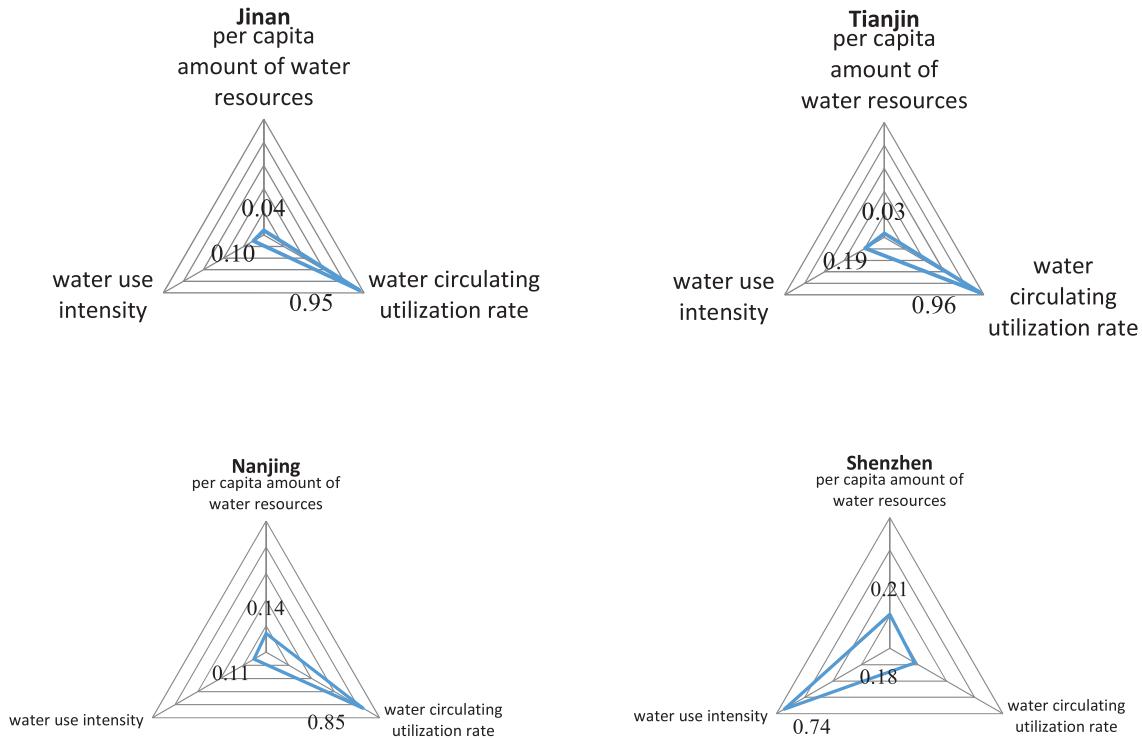 Jinan
per capita
amount of water
resources
0.04
0.10
water use
intensity
0.95
water circulating
utilization rate
Tianjin
per capita
amount of
water resources
0.03
0.19
water use
intensity
0.96
water
circulating
utilization rate
Nanjing
per capita amount of
water resources
0.14
0.11
water use intensity
0.85
water circulating
utilization rate
Shenzhen
per capita amount of
water resources
0.21
0.18
water use intensity
0.74
water circulating
utilization rate